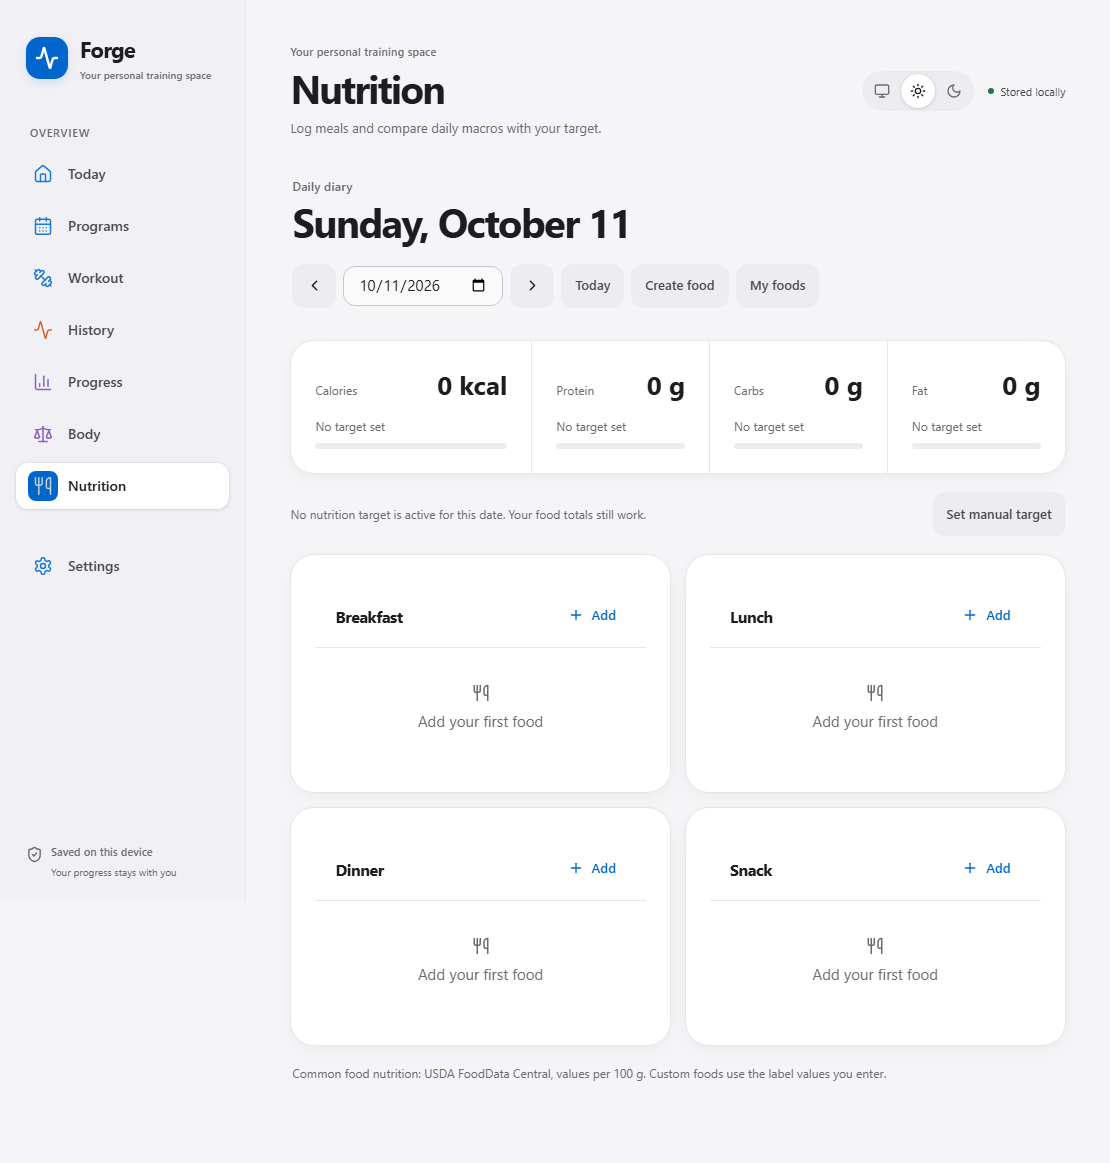 Forge
Your personal training space
OVERVIEW
Today
Programs
Workout
History
Progress
Body
Nutrition
Settings
Saved on this device
Your progress stays with you
Your personal training space
Nutrition
Log meals and compare daily macros with your target.
Stored locally
Daily diary
Sunday, October 11
10/11/2026
Today
Create food
My foods
Calories 0 kcal
No target set
Protein 0 g
No target set
Carbs 0 g
No target set
Fat 0 g
No target set
No nutrition target is active for this date. Your food totals still work.
Set manual target
Breakfast
Add
Add your first food
Lunch
Add
Add your first food
Dinner
Add
Add your first food
Snack
Add
Add your first food
Common food nutrition: USDA FoodData Central, values per 100 g. Custom foods use the label values you enter.